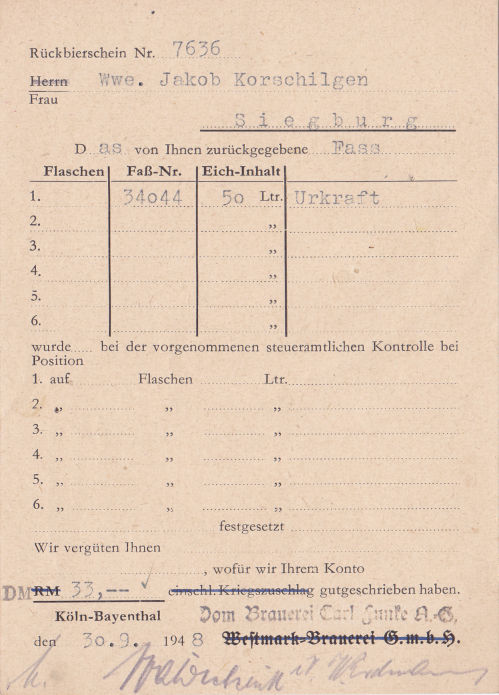 Rückbierschein Nr. 7636
Herrn Wwe. Jakob Korschilgen
Frau
Siegburg
Das von Ihnen zurückgegebene Fass
Flaschen Faß-Nr. Eich-Inhalt
1. 34044 50 Ltr. Urkraft
2. „
3. „
4. „
5. „
6. „
wurde bei der vorgenommenen steueramtlichen Kontrolle bei
Position
1. auf Flaschen Ltr.
2. „ „ „
3. „ „ „
4. „ „ „
5. „ „ „
6. „ „ „
festgesetzt
Wir vergüten Ihnen
, wofür wir Ihrem Konto
DM RM 33,-- einschl. Kriegszuschlag gutgeschrieben haben.
Köln-Bayenthal Dom Brauerei Carl Funke A.-G.
den 30.9. 1948 Westmark-Brauerei G.m.b.H.